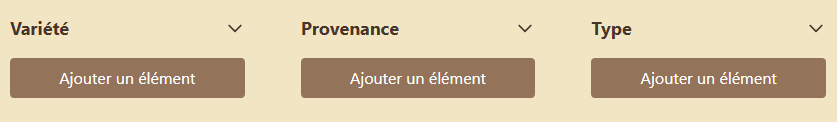 Variété
Provenance
Type
Ajouter un élément
Ajouter un élément
Ajouter un élément